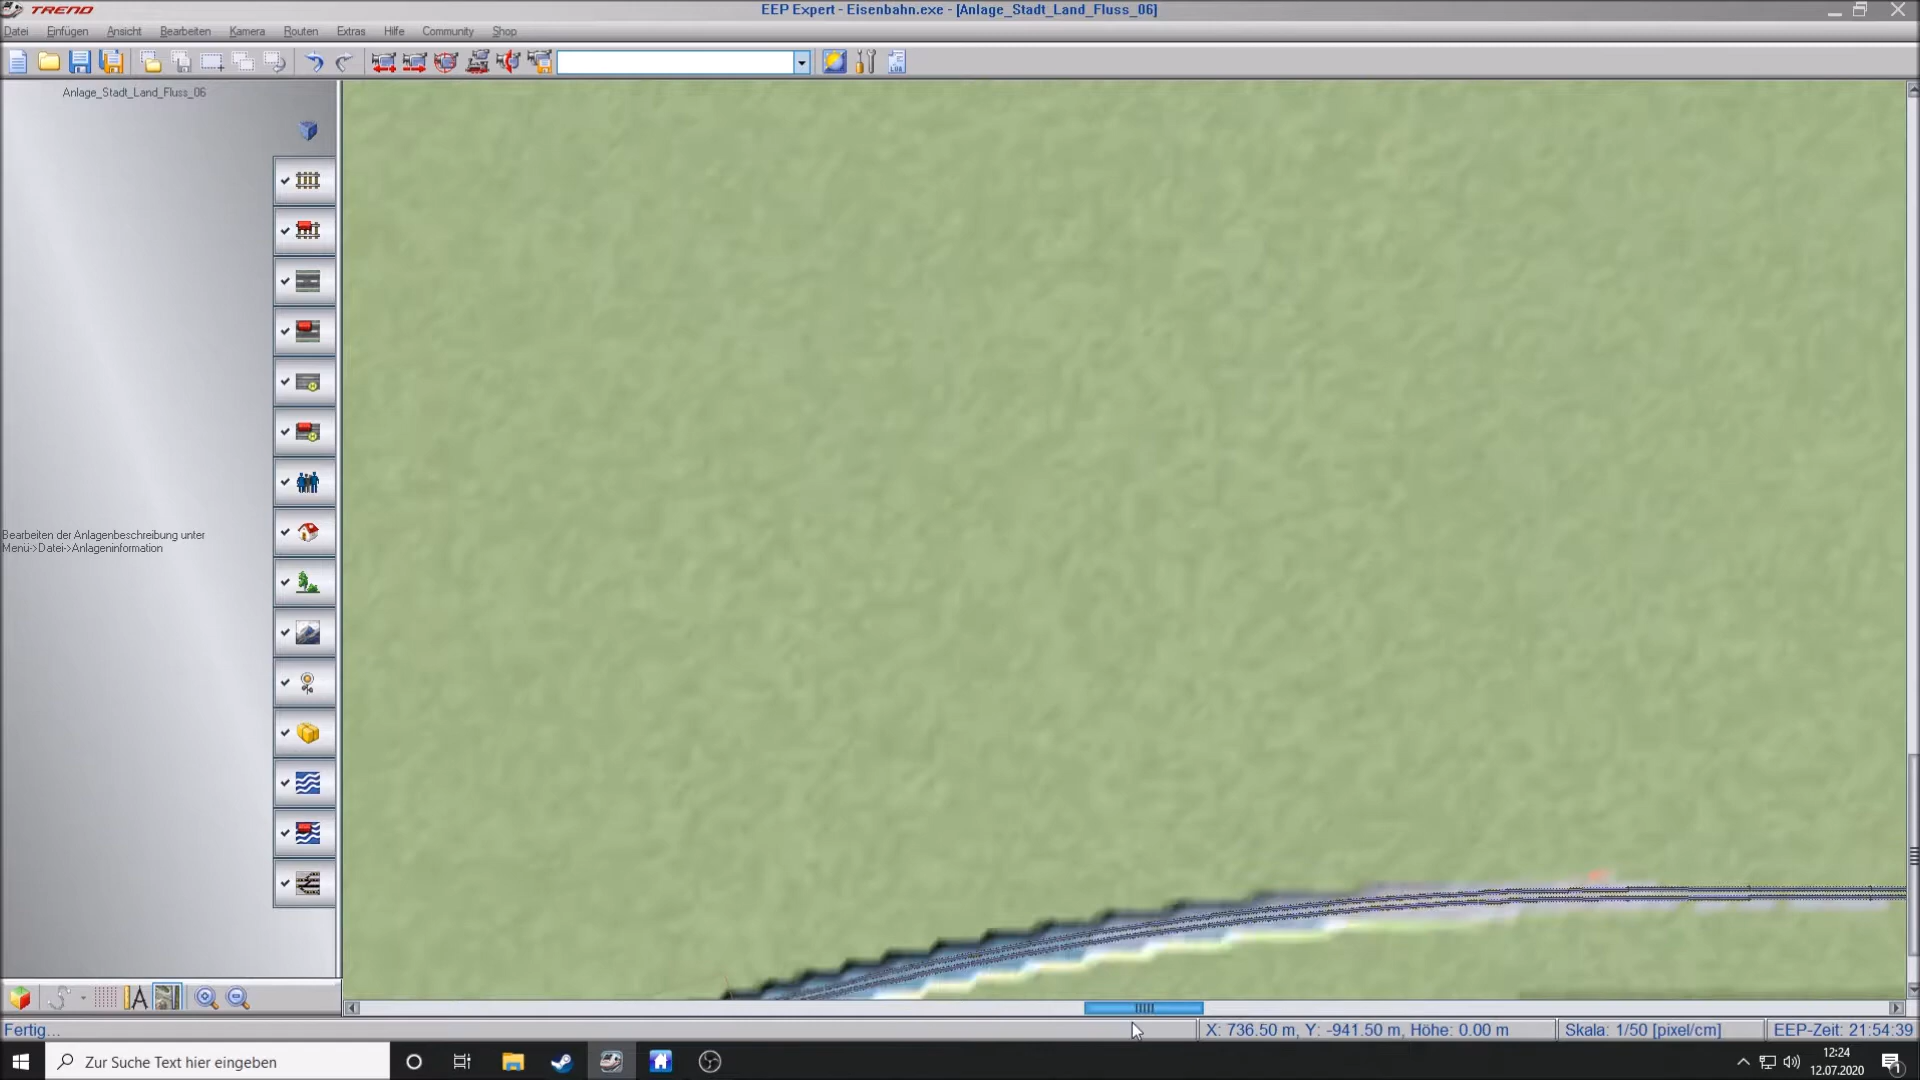 TREND
EEP Expert - Eisenbahn.exe - [Anlage_Stadt_Land_Fluss_06]
Datei Einfügen Ansicht Bearbeiten Kamera Routen Extras Hilfe Community Shop
LUA
Anlage_Stadt_Land_Fluss_06
Bearbeiten der Anlagenbeschreibung unter
Menü->Datei->Anlageninformation
Fertig...
X: 736.50 m, Y: -941.50 m, Höhe: 0.00 m
Skala: 1/50 [pixel/cm]
EEP-Zeit: 21:54:39
Zur Suche Text hier eingeben
12:24
12.07.2020
1